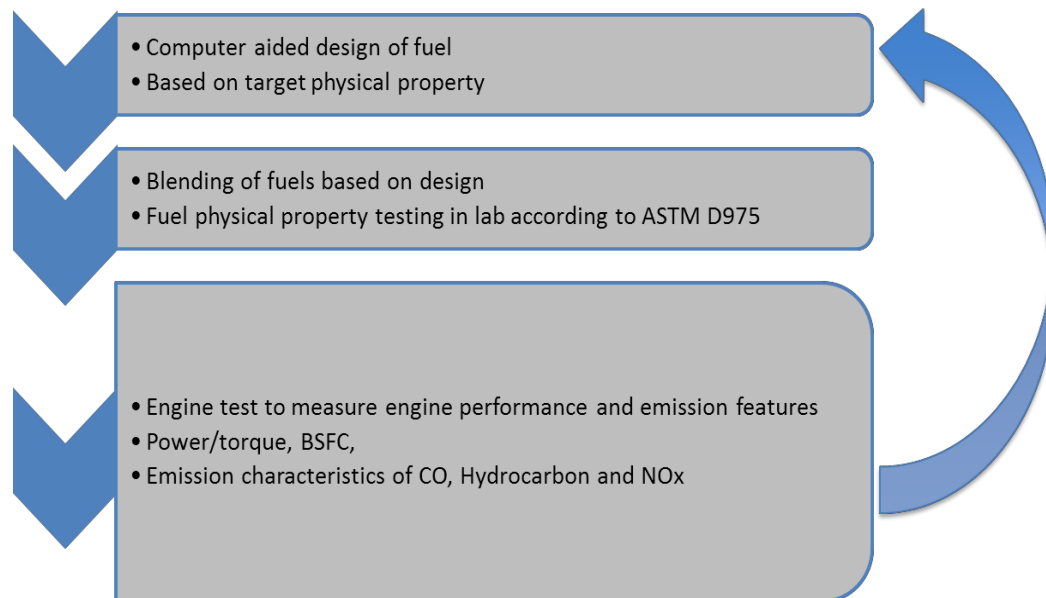 • Computer aided design of fuel
• Based on target physical property
• Blending of fuels based on design
• Fuel physical property testing in lab according to ASTM D975
• Engine test to measure engine performance and emission features
• Power/torque, BSFC,
• Emission characteristics of CO, Hydrocarbon and NOx